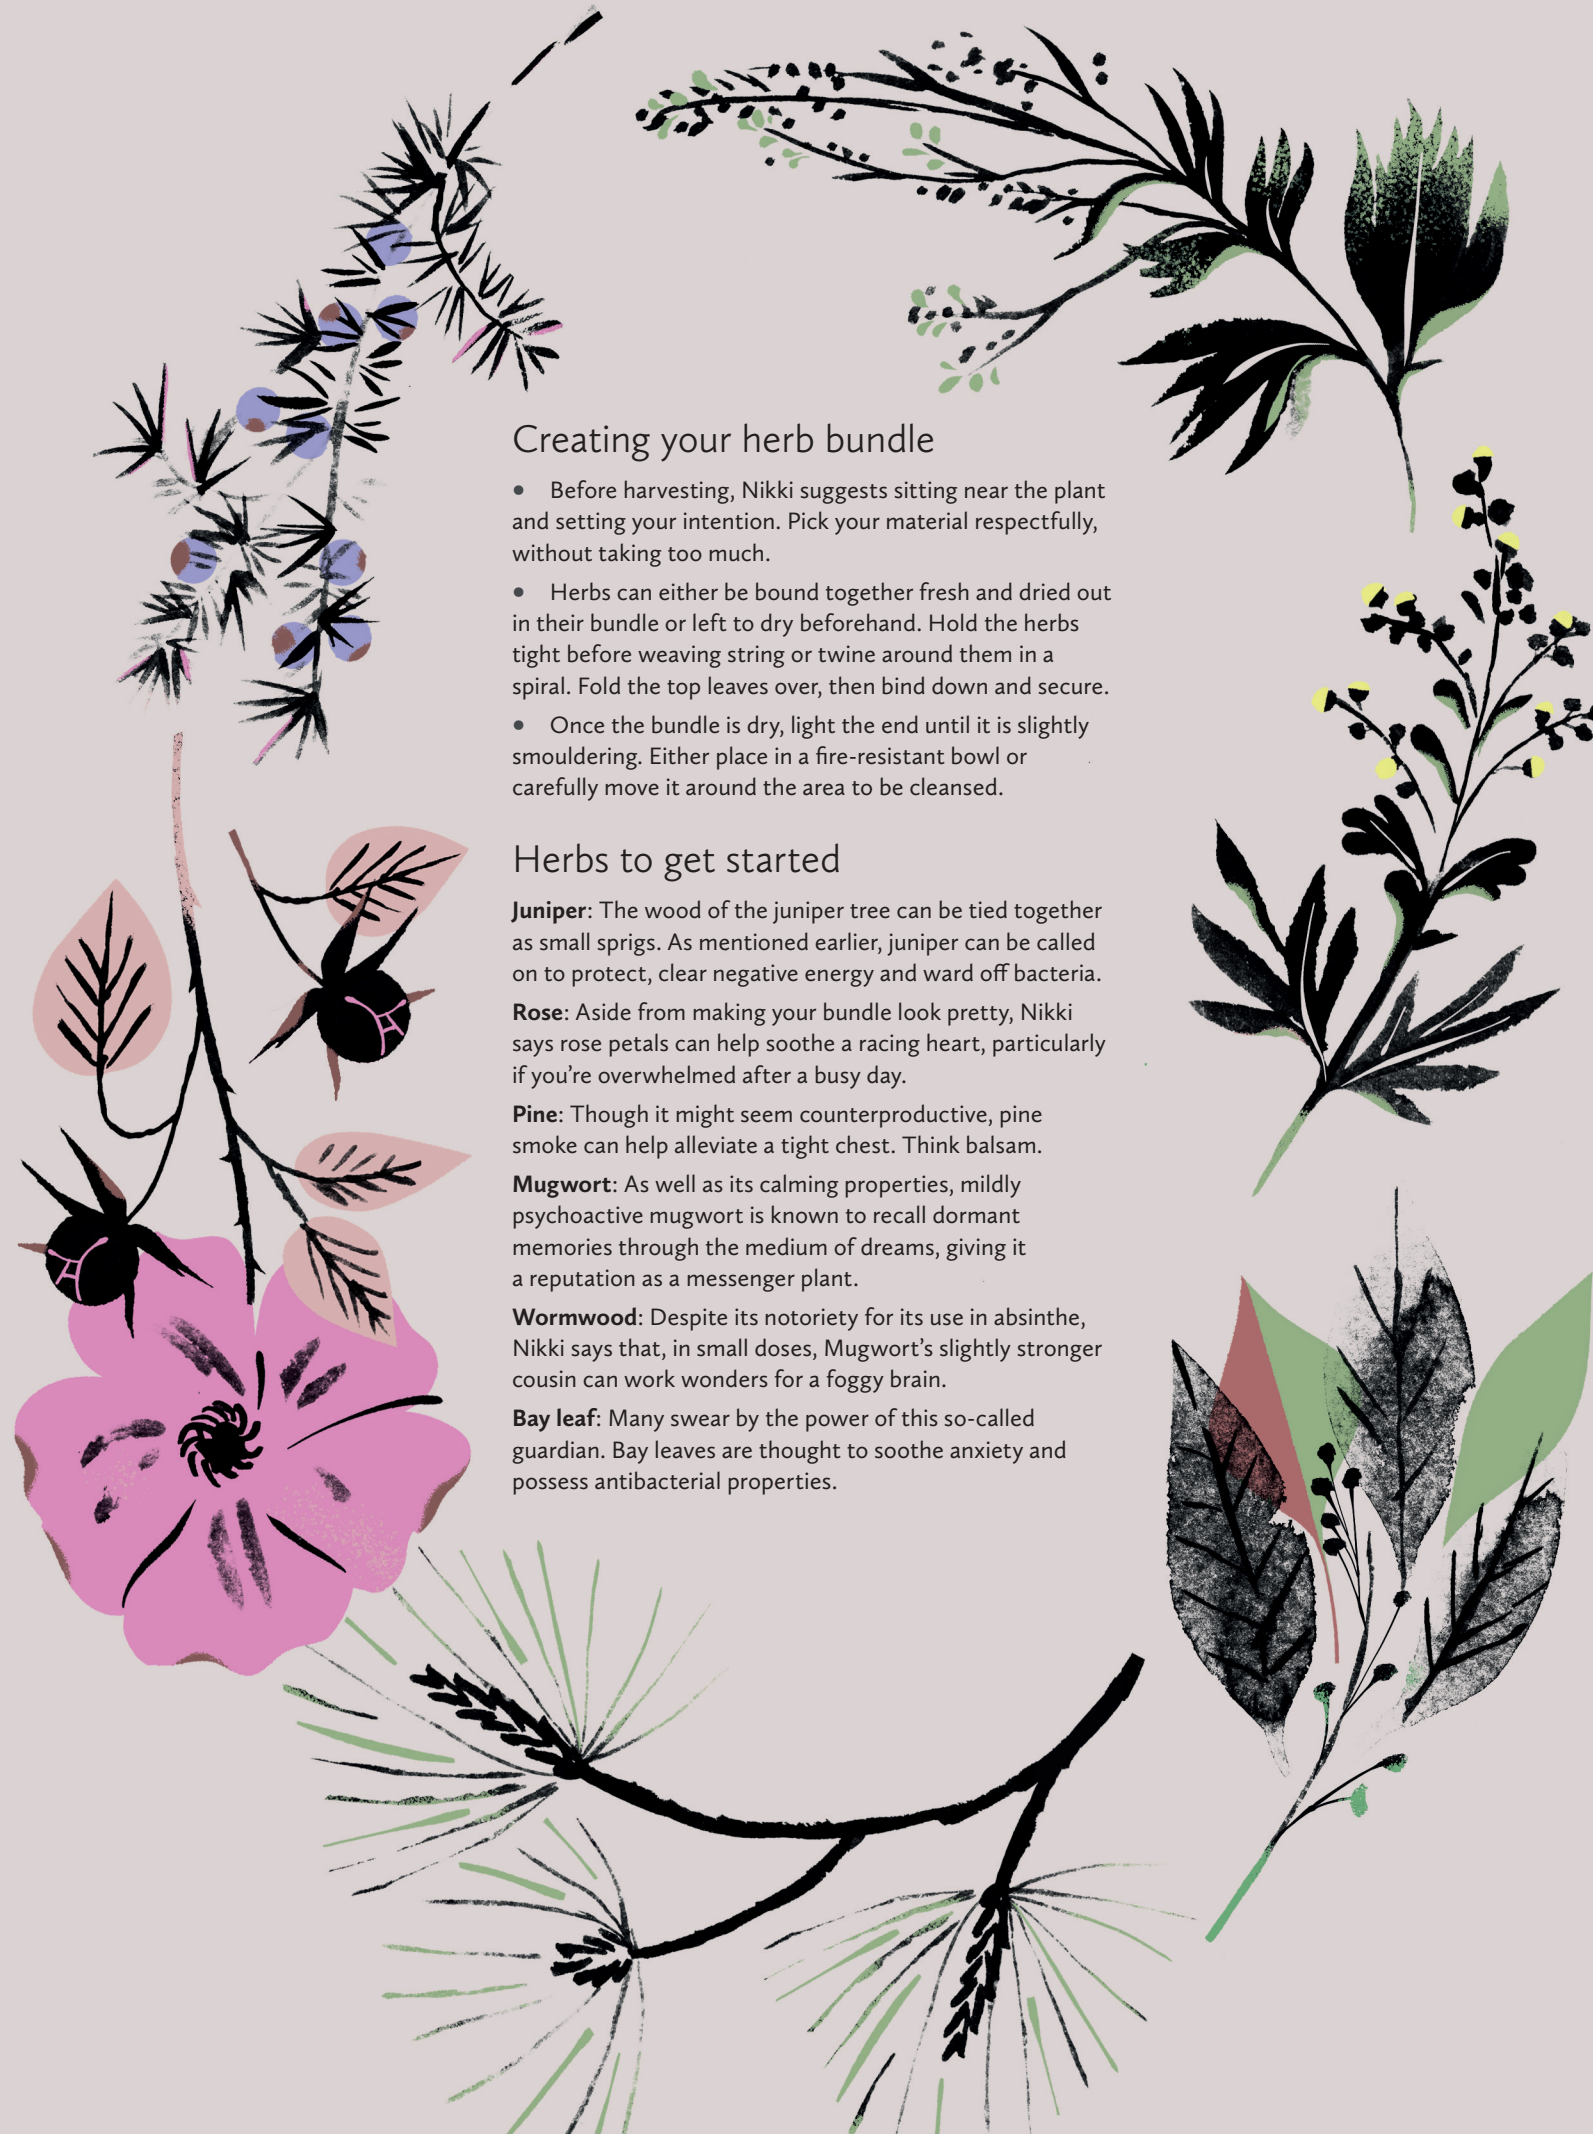 Creating your herb bundle
• Before harvesting, Nikki suggests sitting near the plant
and setting your intention. Pick your material respectfully,
without taking too much.
• Herbs can either be bound together fresh and dried out
in their bundle or left to dry beforehand. Hold the herbs
tight before weaving string or twine around them in a
spiral. Fold the top leaves over, then bind down and secure.
• Once the bundle is dry, light the end until it is slightly
smouldering. Either place in a fire-resistant bowl or
carefully move it around the area to be cleansed.
Herbs to get started
Juniper: The wood of the juniper tree can be tied together
as small sprigs. As mentioned earlier, juniper can be called
on to protect, clear negative energy and ward off bacteria.
Rose: Aside from making your bundle look pretty, Nikki
says rose petals can help soothe a racing heart, particularly
if you’re overwhelmed after a busy day.
Pine: Though it might seem counterproductive, pine
smoke can help alleviate a tight chest. Think balsam.
Mugwort: As well as its calming properties, mildly
psychoactive mugwort is known to recall dormant
memories through the medium of dreams, giving it
a reputation as a messenger plant.
Wormwood: Despite its notoriety for its use in absinthe,
Nikki says that, in small doses, Mugwort’s slightly stronger
cousin can work wonders for a foggy brain.
Bay leaf: Many swear by the power of this so-called
guardian. Bay leaves are thought to soothe anxiety and
possess antibacterial properties.